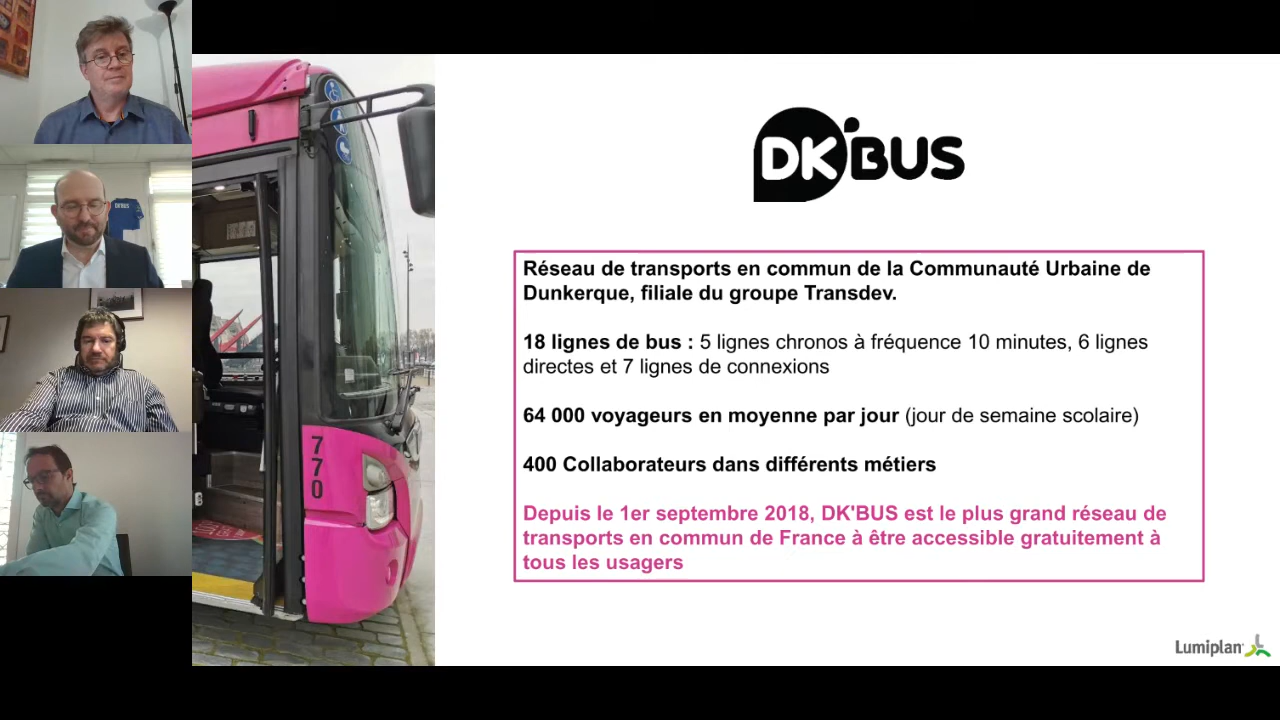 DK'BUS
Réseau de transports en commun de la Communauté Urbaine de
Dunkerque, filiale du groupe Transdev.
18 lignes de bus : 5 lignes chronos à fréquence 10 minutes, 6 lignes
directes et 7 lignes de connexions
64 000 voyageurs en moyenne par jour (jour de semaine scolaire)
400 Collaborateurs dans différents métiers
Depuis le 1er septembre 2018, DK'BUS est le plus grand réseau de
transports en commun de France à être accessible gratuitement à
tous les usagers
770
Lumiplan